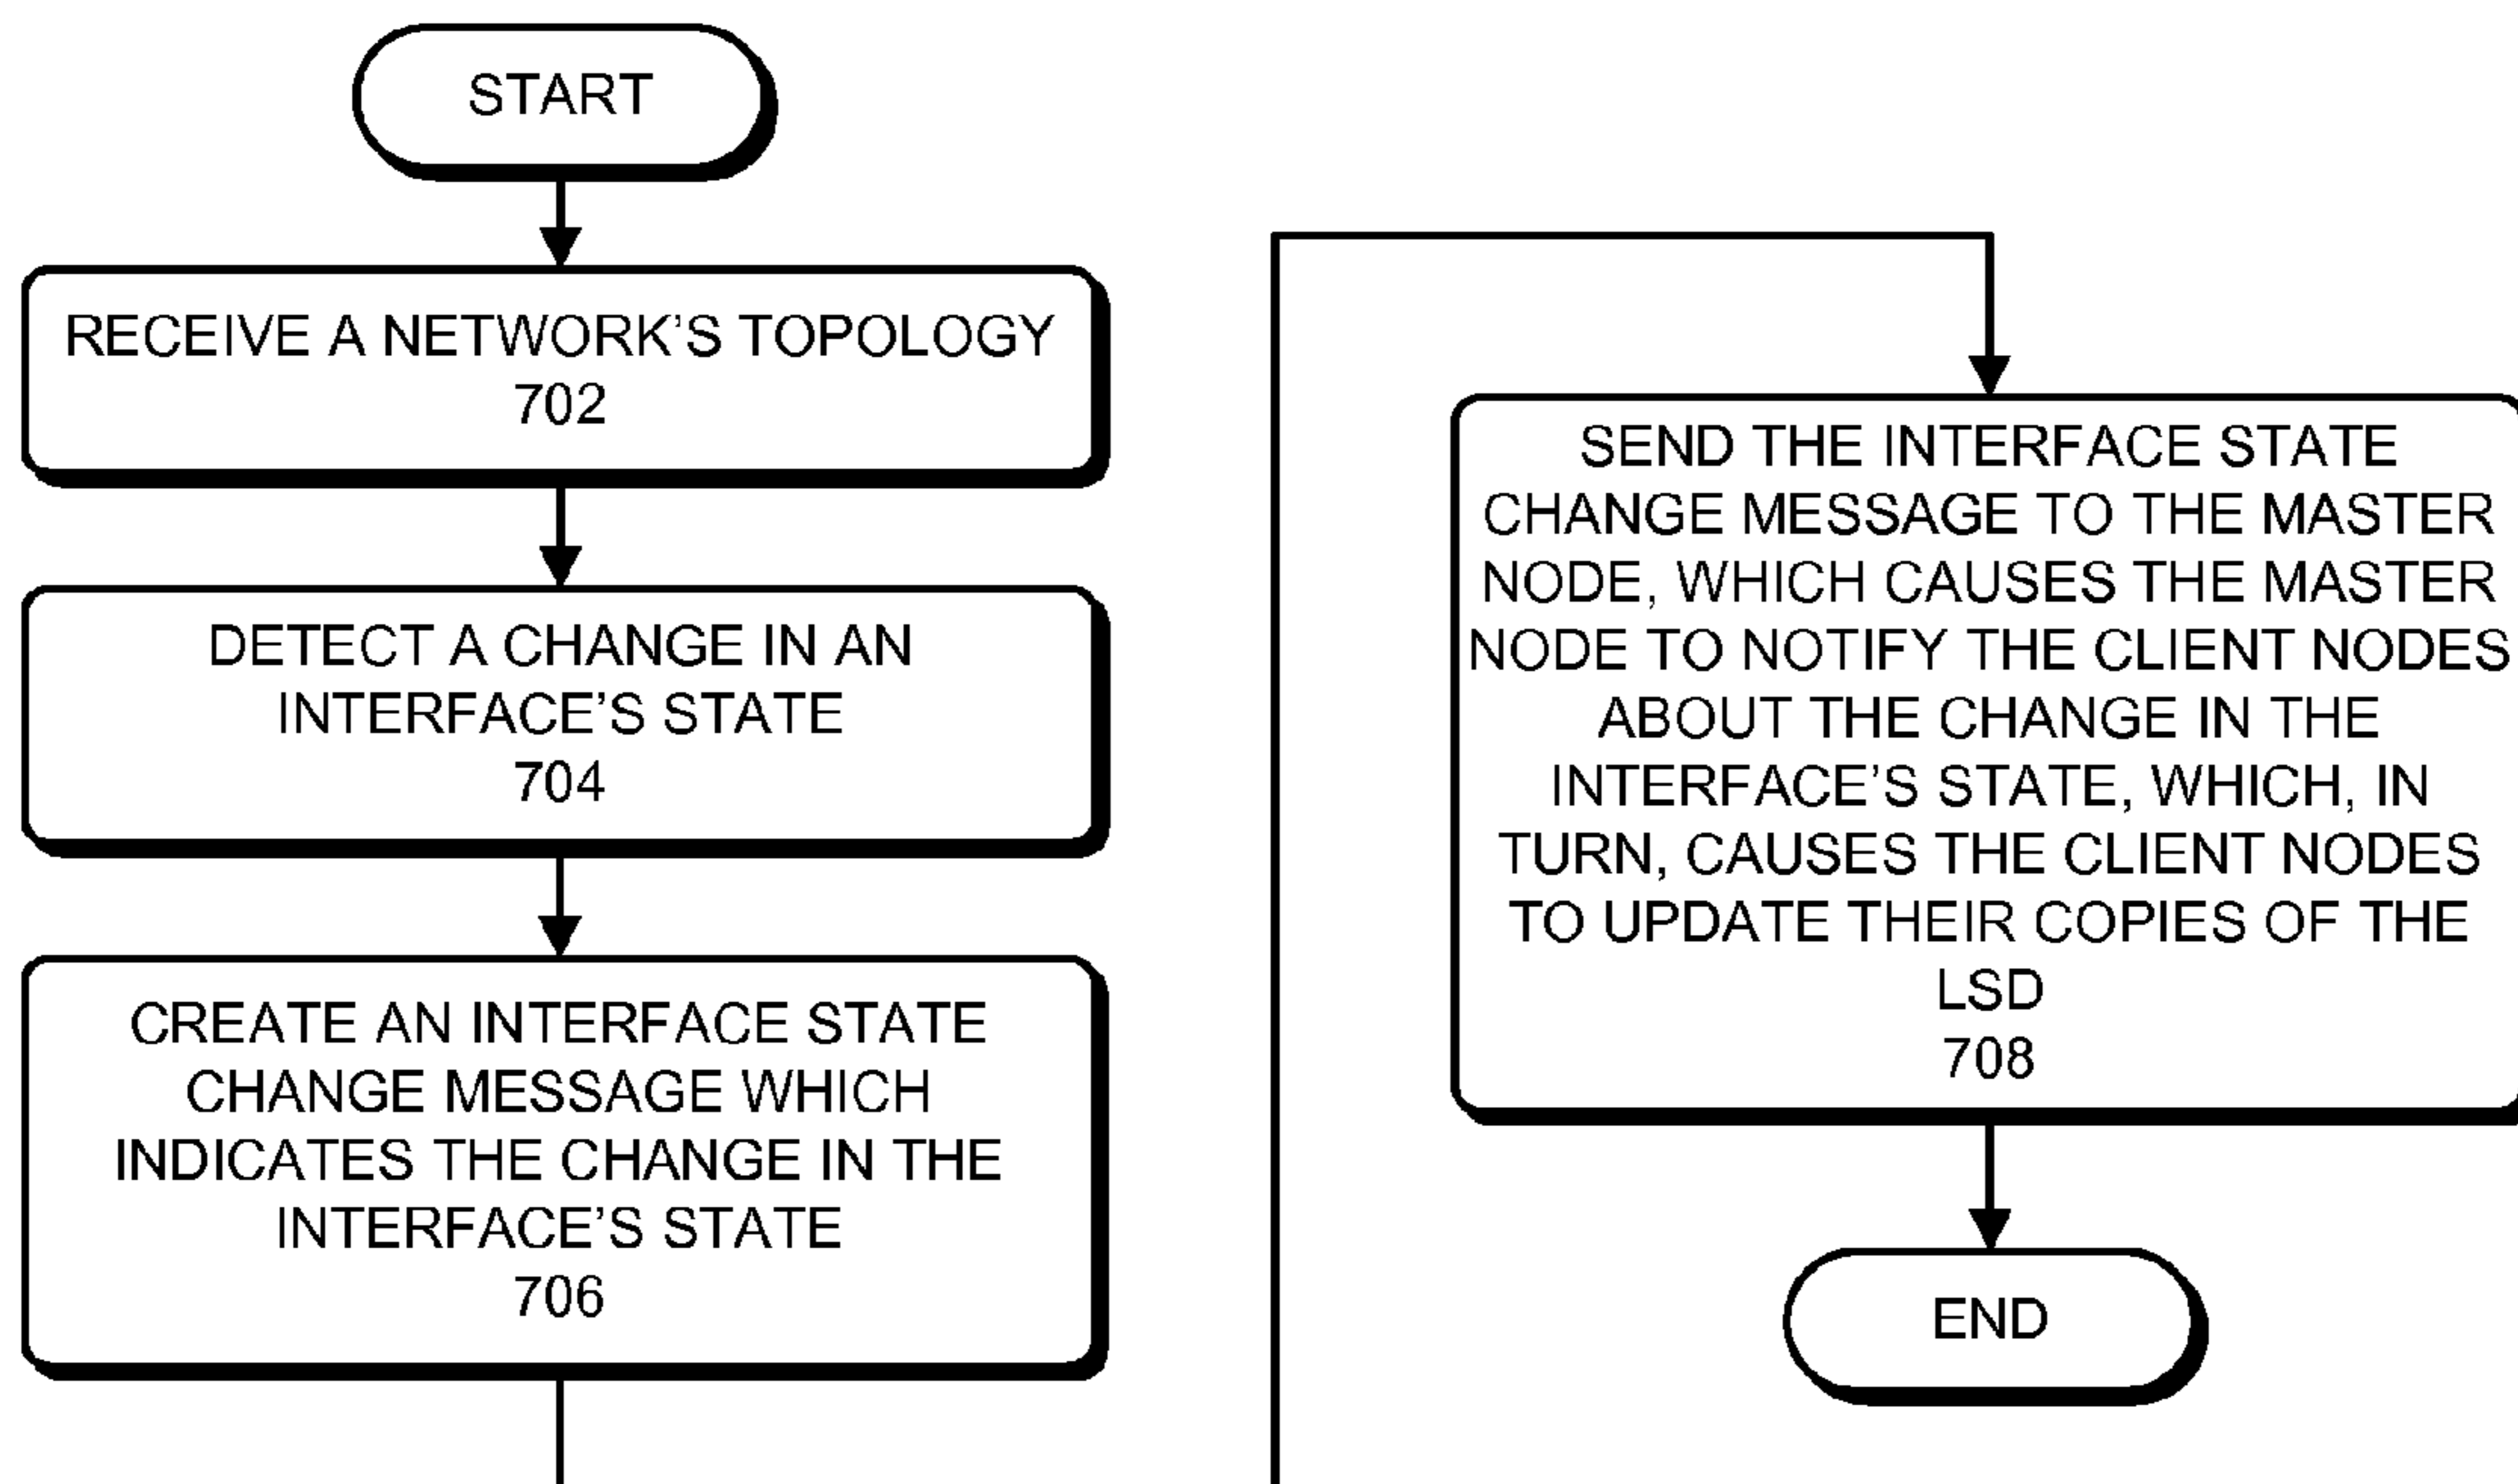 START
RECEIVE A NETWORK'S TOPOLOGY
702
DETECT A CHANGE IN AN
INTERFACE'S STATE
704
CREATE AN INTERFACE STATE
CHANGE MESSAGE WHICH
INDICATES THE CHANGE IN THE
INTERFACE'S STATE
706
SEND THE INTERFACE STATE
CHANGE MESSAGE TO THE MASTER
NODE, WHICH CAUSES THE MASTER
NODE TO NOTIFY THE CLIENT NODES
ABOUT THE CHANGE IN THE
INTERFACE'S STATE, WHICH, IN
TURN, CAUSES THE CLIENT NODES
TO UPDATE THEIR COPIES OF THE
LSD
708
END